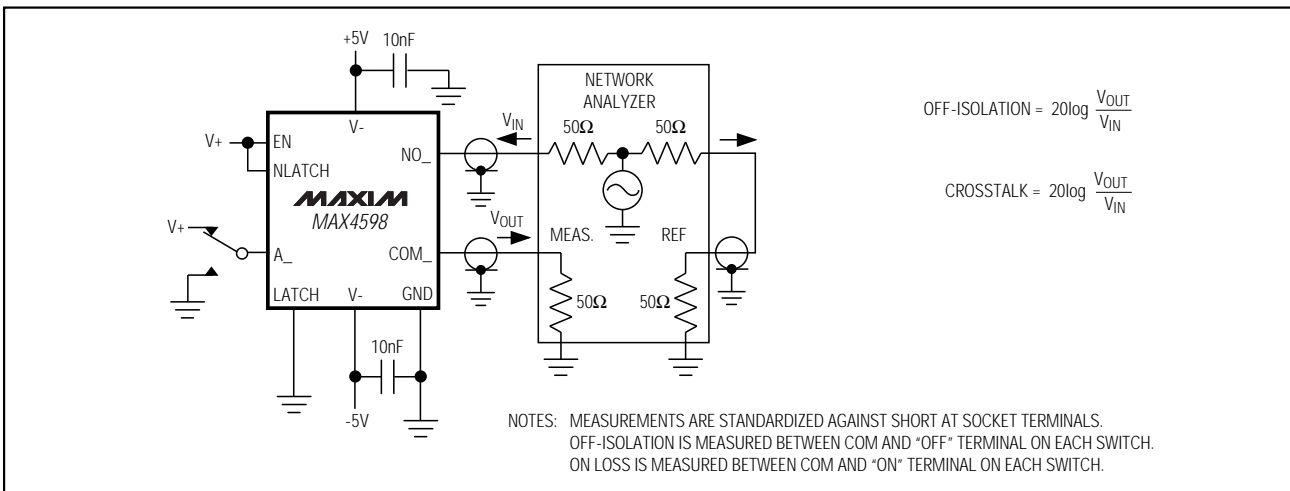 +5V 10nF
NETWORK
ANALYZER
OFF-ISOLATION = 20log V_OUT / V_IN
V-
V+ EN
NLATCH
NO_
V_IN
50Ω 50Ω
CROSSTALK = 20log V_OUT / V_IN
MAXIM
MAX4598
V+
A_
COM_
V_OUT
MEAS. REF
LATCH V- GND
50Ω 50Ω
10nF
-5V
NOTES: MEASUREMENTS ARE STANDARDIZED AGAINST SHORT AT SOCKET TERMINALS.
OFF-ISOLATION IS MEASURED BETWEEN COM AND "OFF" TERMINAL ON EACH SWITCH.
ON LOSS IS MEASURED BETWEEN COM AND "ON" TERMINAL ON EACH SWITCH.